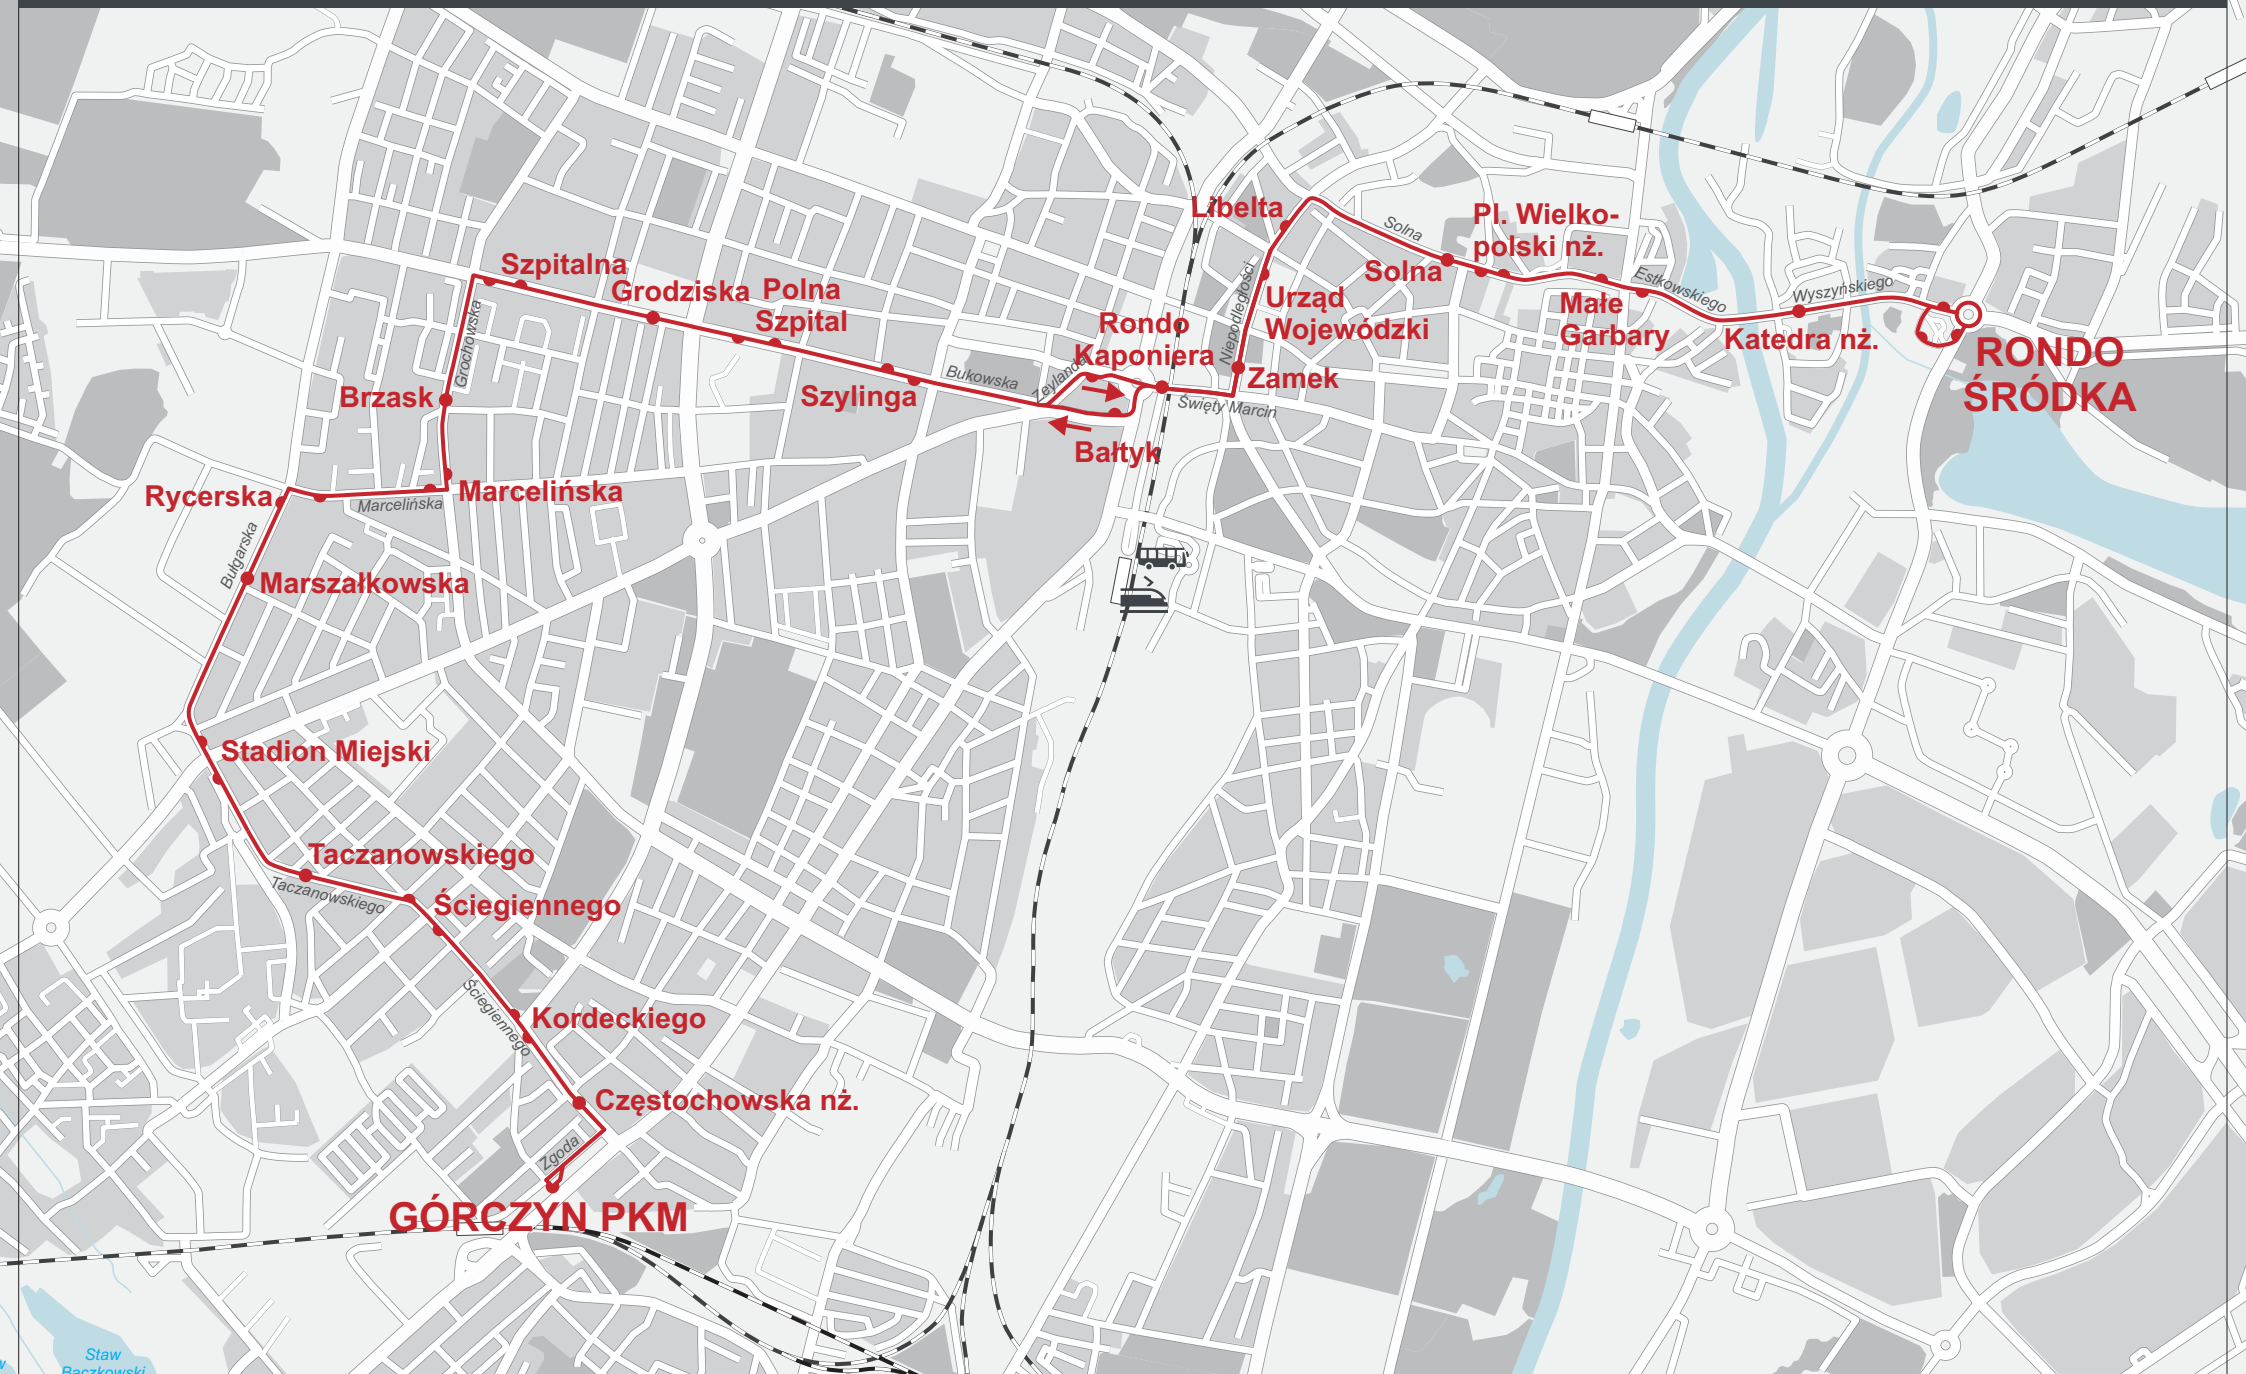 Libelta
Solna
Pl. Wielko-
polski nż.
Szpitalna
Solna
Estkowskiego
Wyszyńskiego
Grodziska
Polna
Szpital
Urząd
Wojewódzki
Niepodległości
Małe
Garbary
Katedra nż.
RONDO
ŚRÓDKA
Grochowska
Rondo
Kaponiera
Zeylanda
Bukowska
Zamek
Święty Marcin
Brzask
Szylinga
Bałtyk
Rycerska
Marcelińska
Marcelińska
Bułgarska
Marszałkowska
Stadion Miejski
Taczanowskiego
Taczanowskiego
Ściegiennego
Ściegiennego
Kordeckiego
Częstochowska nż.
Zgoda
GÓRCZYN PKM
Staw
Baczkowski